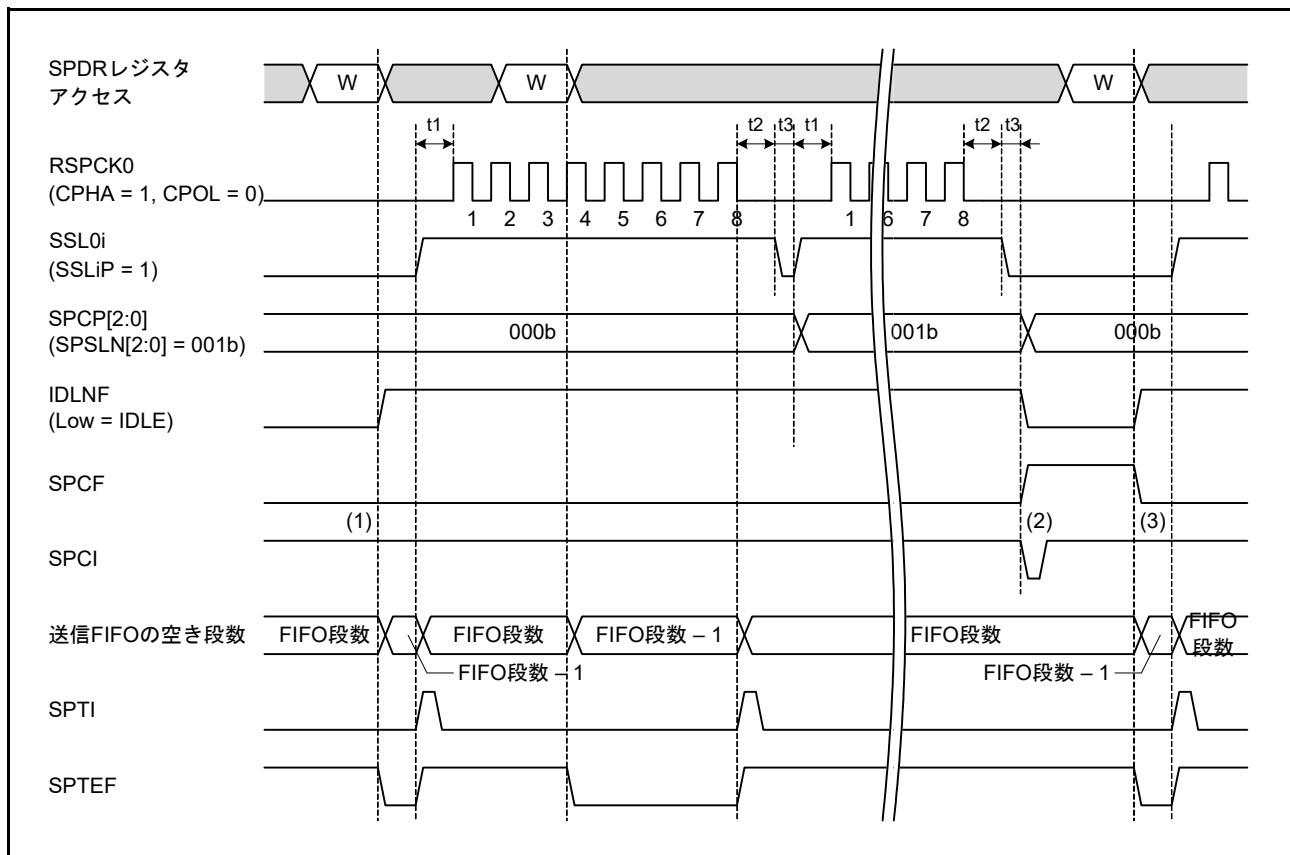 SPDRレジスタ
アクセス
W W W
t1 t2 t3 t1 t2 t3
RSPCK0
(CPHA = 1, CPOL = 0)
1 2 3 4 5 6 7 8 1 6 7 8
SSL0i
(SSLiP = 1)
SPCP[2:0]
(SPSLN[2:0] = 001b)
000b 001b 000b
IDLNF
(Low = IDLE)
SPCF
(1) (2) (3)
SPCI
送信FIFOの空き段数 FIFO段数 FIFO段数 FIFO段数 – 1 FIFO段数 FIFO
段数
FIFO段数 – 1 FIFO段数 – 1
SPTI
SPTEF